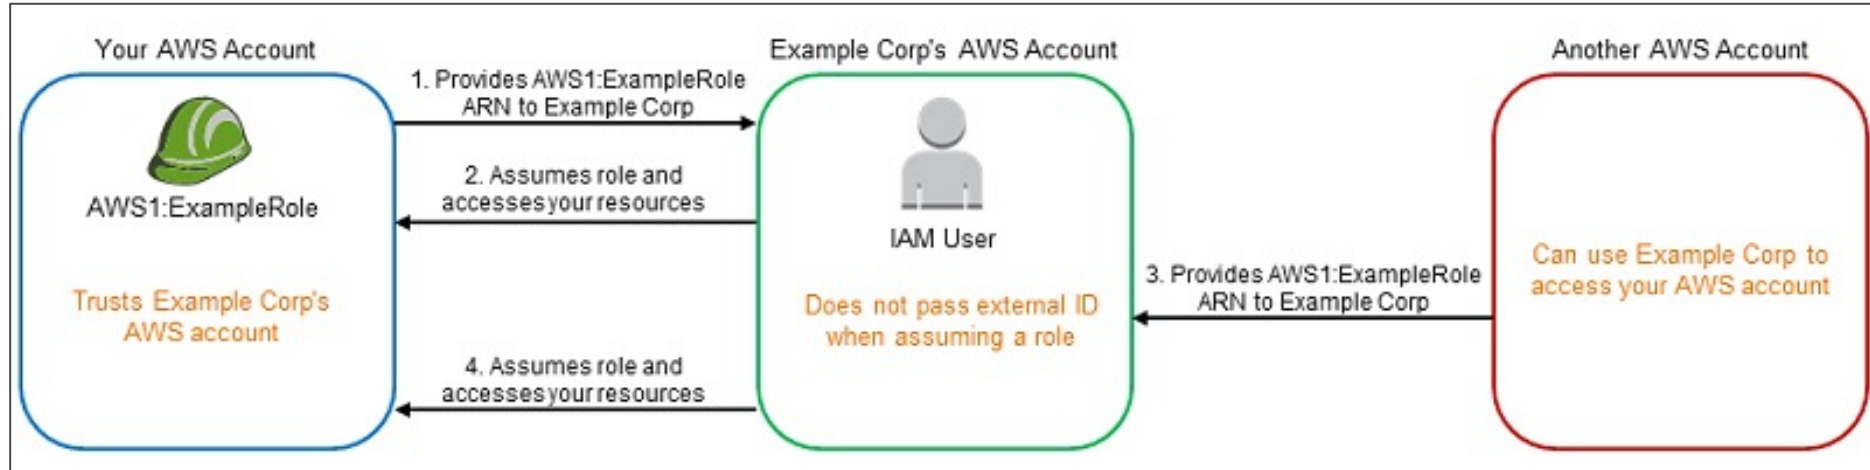 Your AWS Account
Example Corp's AWS Account
Another AWS Account
1. Provides AWS1:ExampleRole
ARN to Example Corp
AWS1:ExampleRole
2. Assumes role and
accesses your resources
IAM User
Trusts Example Corp's
AWS account
Does not pass external ID
when assuming a role
3. Provides AWS1:ExampleRole
ARN to Example Corp
Can use Example Corp to
access your AWS account
4. Assumes role and
accesses your resources